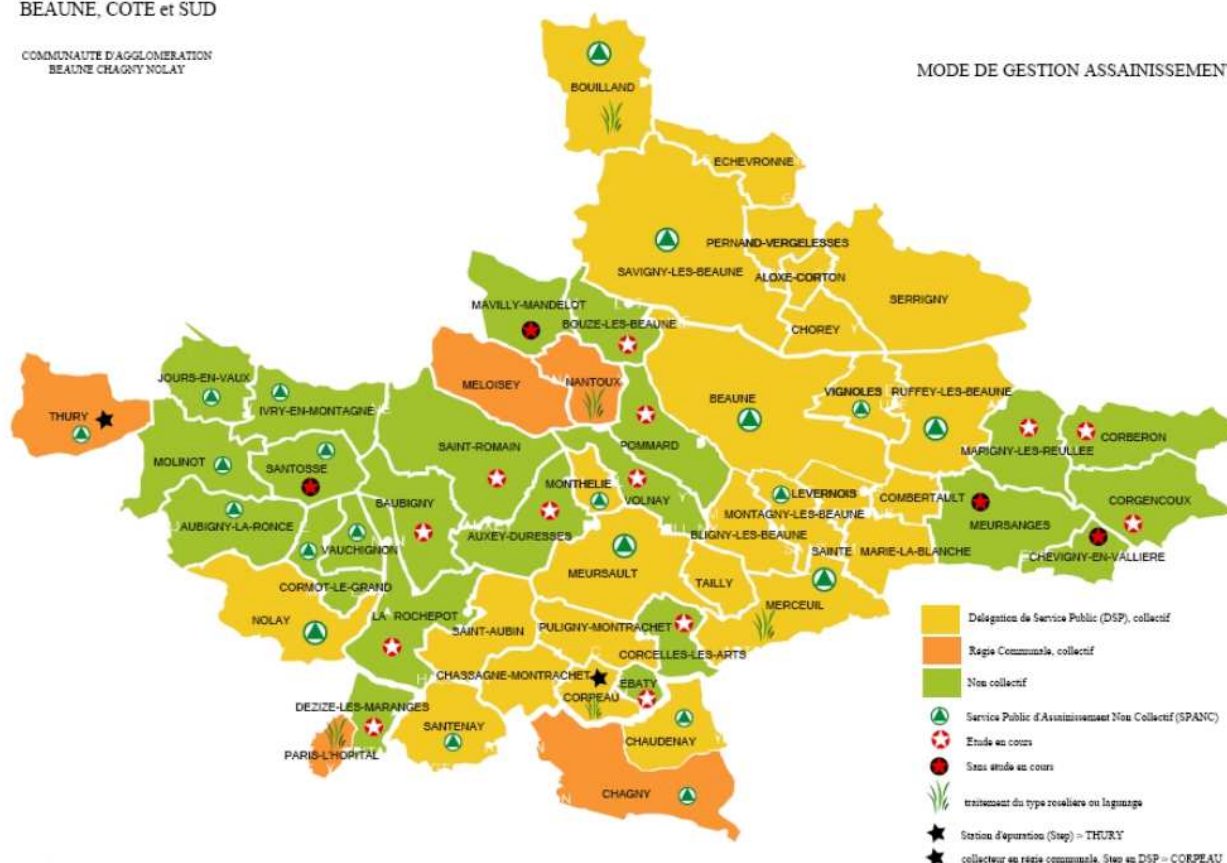 BEAUNE, COTE et SUD
COMMUNAUTE D'AGGLOMERATION
BEAUNE CHAGNY NOLAY
MODE DE GESTION ASSAINISSEMENT
BOUILLAND
ECHEVRONNE
PERNAND-VERGELESSES
SAVIGNY-LES-BEAUNE
ALOXE-CORTON
SERRIGNY
MAVILLY-MANDELOT
BOUZE-LES-BEAUNE
CHOREY
JOURS-EN-VAUX
MELOISEY
NANTOUX
THURY
IVRY-EN-MONTAGNE
BEAUNE
VIGNOLES
RUFFEY-LES-BEAUNE
SAINT-ROMAIN
POMMARD
MARIGNY-LES-REULLEE
CORBERON
MOLINOT
SANTOSSE
MONTHELIE
BAUBIGNY
VOLNAY
LEVERNOIS
COMBERTAULT
CORGENCOUX
MONTAGNY-LES-BEAUNE
AUBIGNY-LA-RONCE
AUXEY-DURESSES
BLIGNY-LES-BEAUNE
MEURSANGES
VAUCHIGNON
SAINTE MARIE-LA-BLANCHE
CHEVIGNY-EN-VALLIERE
MEURSAULT
TAILLY
CORMOT-LE-GRAND
MERCEUIL
NOLAY
LA ROCHEPOT
SAINT-AUBIN
PULIGNY-MONTRACHET
CORCELLES-LES-ARTS
CHASSAGNE-MONTRACHET
EBATY
CORPEAU
DEZIZE-LES-MARANGES
SANTENAY
CHAUDENAY
PARIS-L'HOPITAL
CHAGNY
Délégation de Service Public (DSP), collectif
Régie Communale, collectif
Non collectif
Service Public d'Assainissement Non Collectif (SPANC)
Etude en cours
Sans étude en cours
traitement du type roselière ou lagunage
Station d'épuration (Step) > THURY
collecteur en régie communale, Step en DSP > CORPEAU